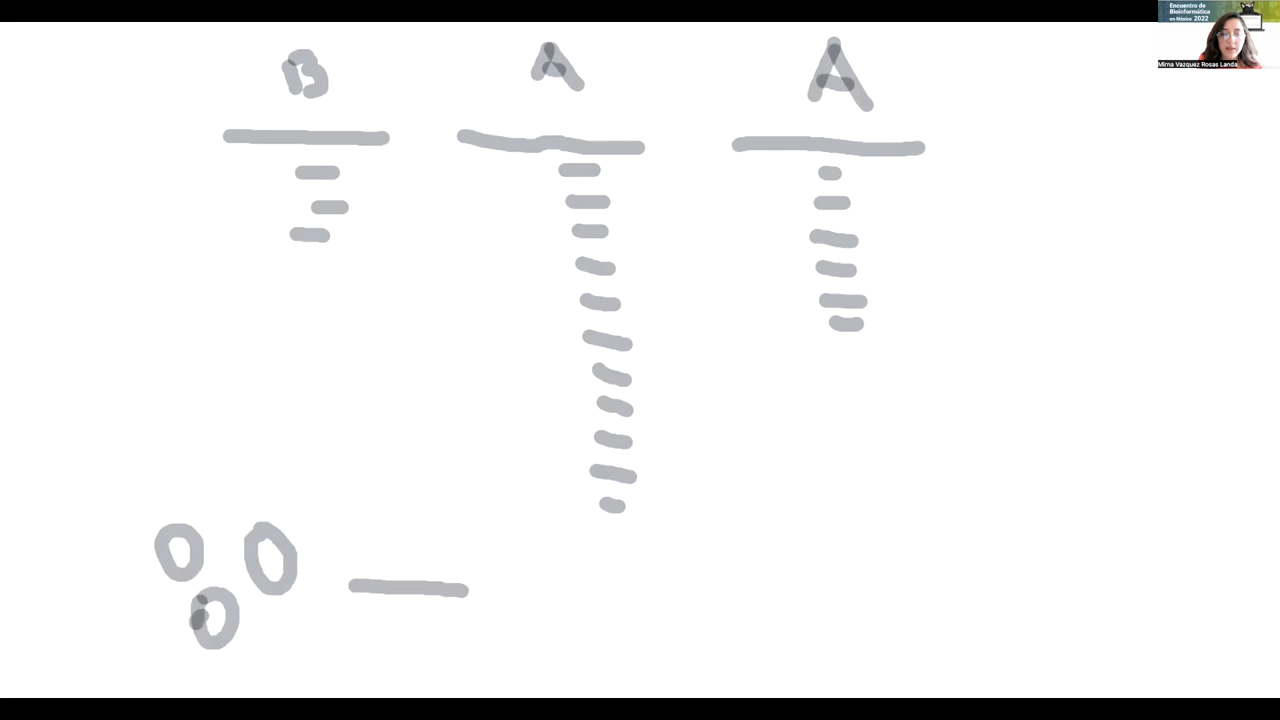 Encuentro de
Bioinformática
en México 2022
Mirna Vazquez Rosas Landa
B A A